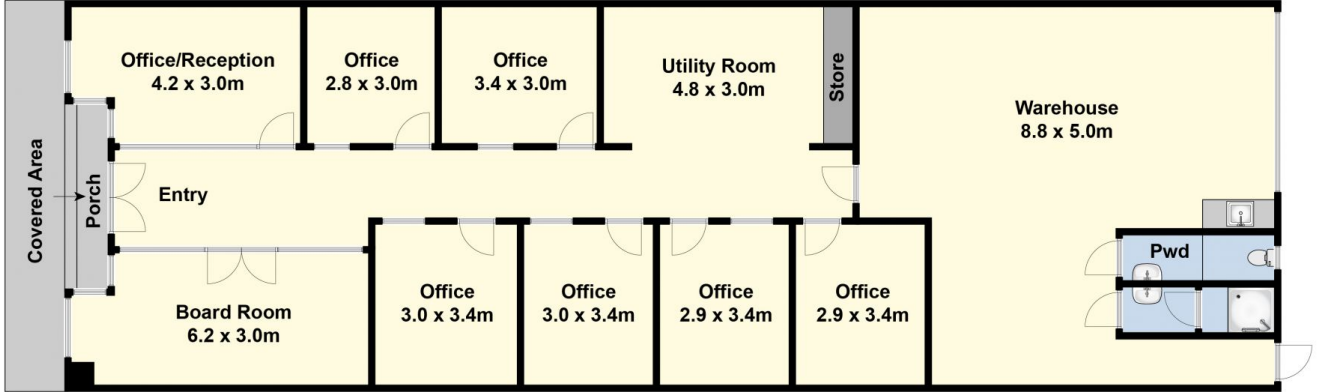 Office/Reception
4.2 x 3.0m
Office
2.8 x 3.0m
Office
3.4 x 3.0m
Utility Room
4.8 x 3.0m
Store
Warehouse
8.8 x 5.0m
Covered Area
Porch
Entry
Pwd
Board Room
6.2 x 3.0m
Office
3.0 x 3.4m
Office
3.0 x 3.4m
Office
2.9 x 3.4m
Office
2.9 x 3.4m